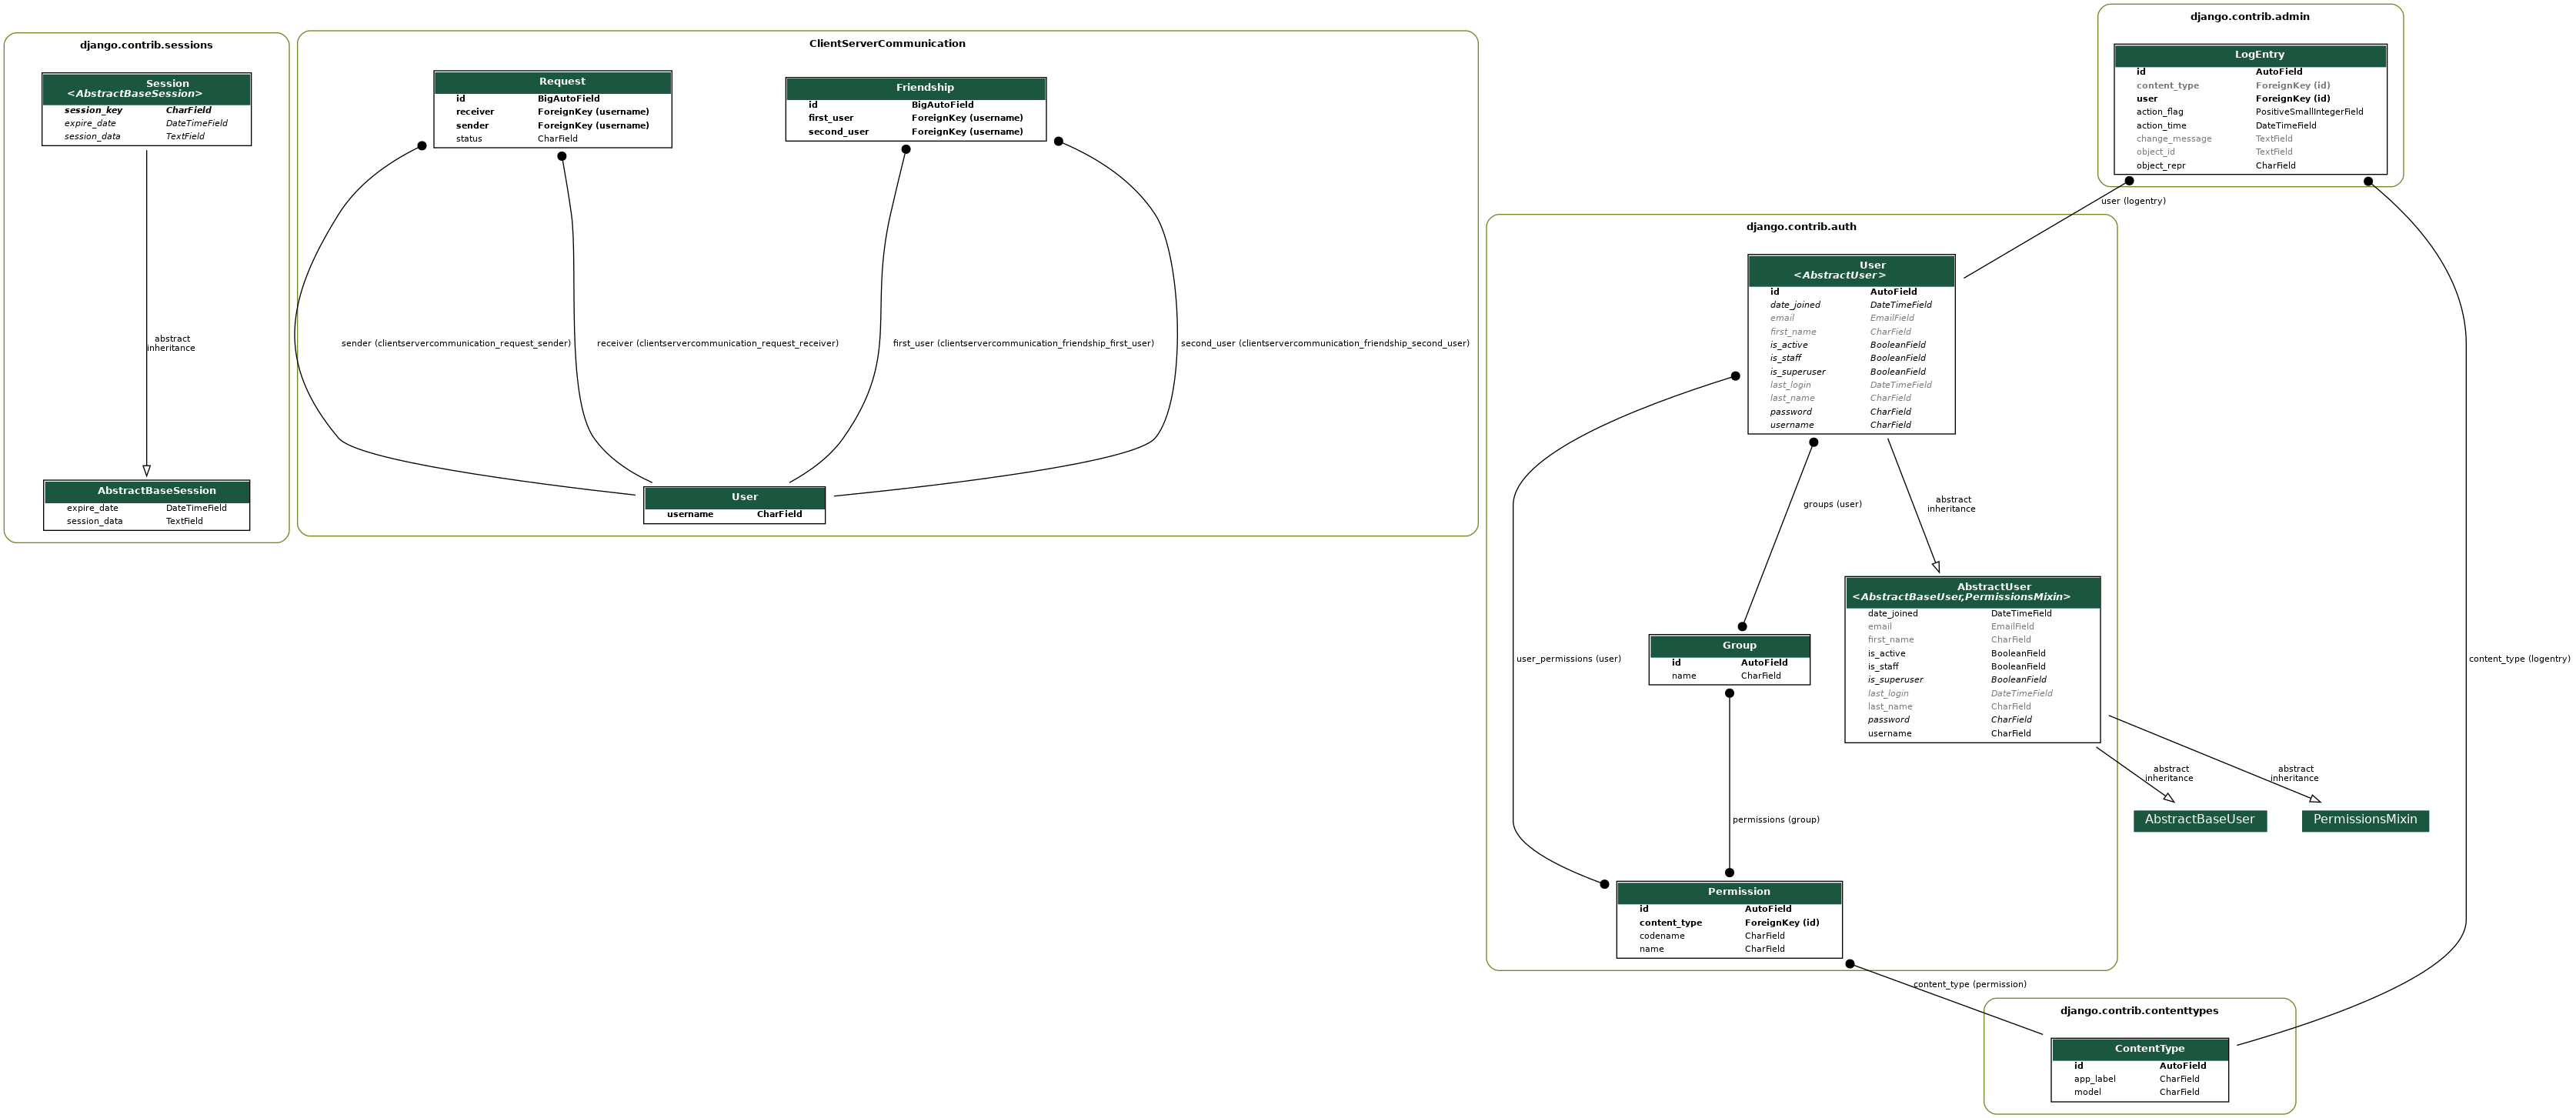 django.contrib.sessions
Session
<AbstractBaseSession>
session_key CharField
expire_date DateTimeField
session_data TextField
abstract
inheritance
AbstractBaseSession
expire_date DateTimeField
session_data TextField
ClientServerCommunication
Request
id BigAutoField
receiver ForeignKey (username)
sender ForeignKey (username)
status CharField
Friendship
id BigAutoField
first_user ForeignKey (username)
second_user ForeignKey (username)
sender (clientservercommunication_request_sender)
receiver (clientservercommunication_request_receiver)
first_user (clientservercommunication_friendship_first_user)
second_user (clientservercommunication_friendship_second_user)
User
username CharField
django.contrib.admin
LogEntry
id AutoField
content_type ForeignKey (id)
user ForeignKey (id)
action_flag PositiveSmallIntegerField
action_time DateTimeField
change_message TextField
object_id TextField
object_repr CharField
user (logentry)
django.contrib.auth
User
<AbstractUser>
id AutoField
date_joined DateTimeField
email EmailField
first_name CharField
is_active BooleanField
is_staff BooleanField
is_superuser BooleanField
last_login DateTimeField
last_name CharField
password CharField
username CharField
groups (user)
abstract
inheritance
AbstractUser
<AbstractBaseUser,PermissionsMixin>
date_joined DateTimeField
email EmailField
first_name CharField
is_active BooleanField
is_staff BooleanField
is_superuser BooleanField
last_login DateTimeField
last_name CharField
password CharField
username CharField
Group
id AutoField
name CharField
user_permissions (user)
content_type (logentry)
abstract
inheritance
abstract
inheritance
AbstractBaseUser
PermissionsMixin
permissions (group)
Permission
id AutoField
content_type ForeignKey (id)
codename CharField
name CharField
content_type (permission)
django.contrib.contenttypes
ContentType
id AutoField
app_label CharField
model CharField